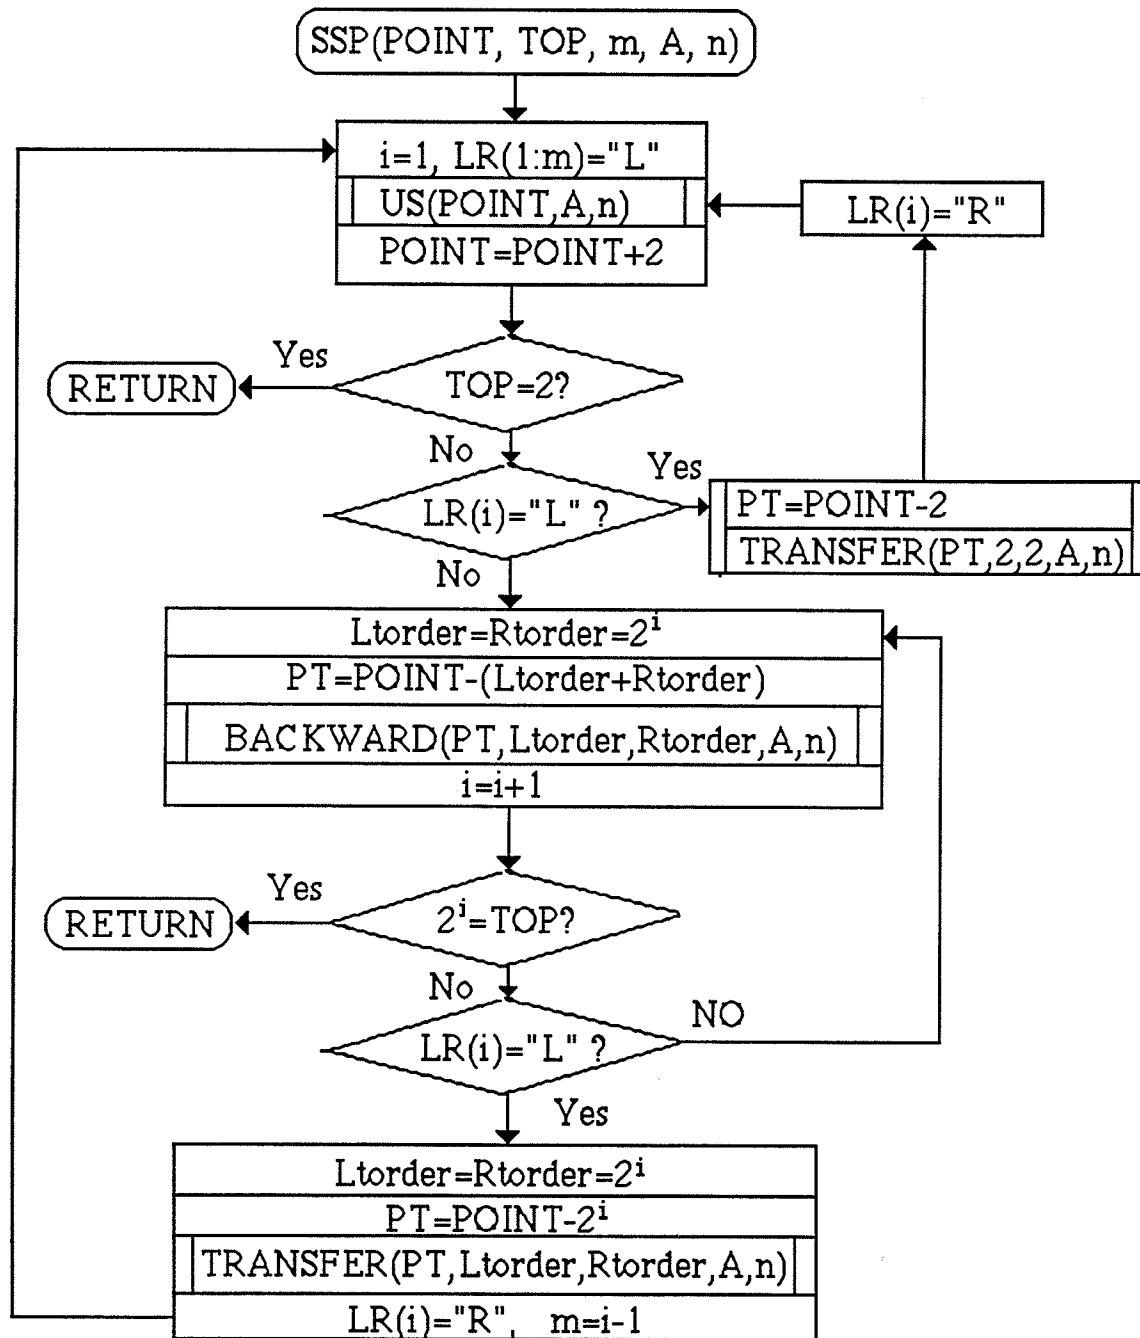 SSP(POINT, TOP, m, A, n)
i=1, LR(1:m)="L"
US(POINT,A,n)
POINT=POINT+2
LR(i)="R"
Yes
RETURN
TOP=2?
No
Yes
LR(i)="L" ?
PT=POINT-2
TRANSFER(PT,2,2,A,n)
No
Ltorder=Rtorder=2ⁱ
PT=POINT-(Ltorder+Rtorder)
BACKWARD(PT,Ltorder,Rtorder,A,n)
i=i+1
Yes
RETURN
2ⁱ=TOP?
No
NO
LR(i)="L" ?
Yes
Ltorder=Rtorder=2ⁱ
PT=POINT-2ⁱ
TRANSFER(PT,Ltorder,Rtorder,A,n)
LR(i)="R", m=i-1